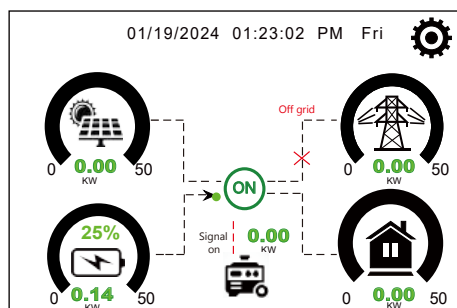 01/19/2024 01:23:02 PM Fri
Off grid
0 0.00 50
KW
0 0.00 50
KW
ON
25%
Signal
on
0.00
KW
0 0.14 50
KW
0 0.00 50
KW